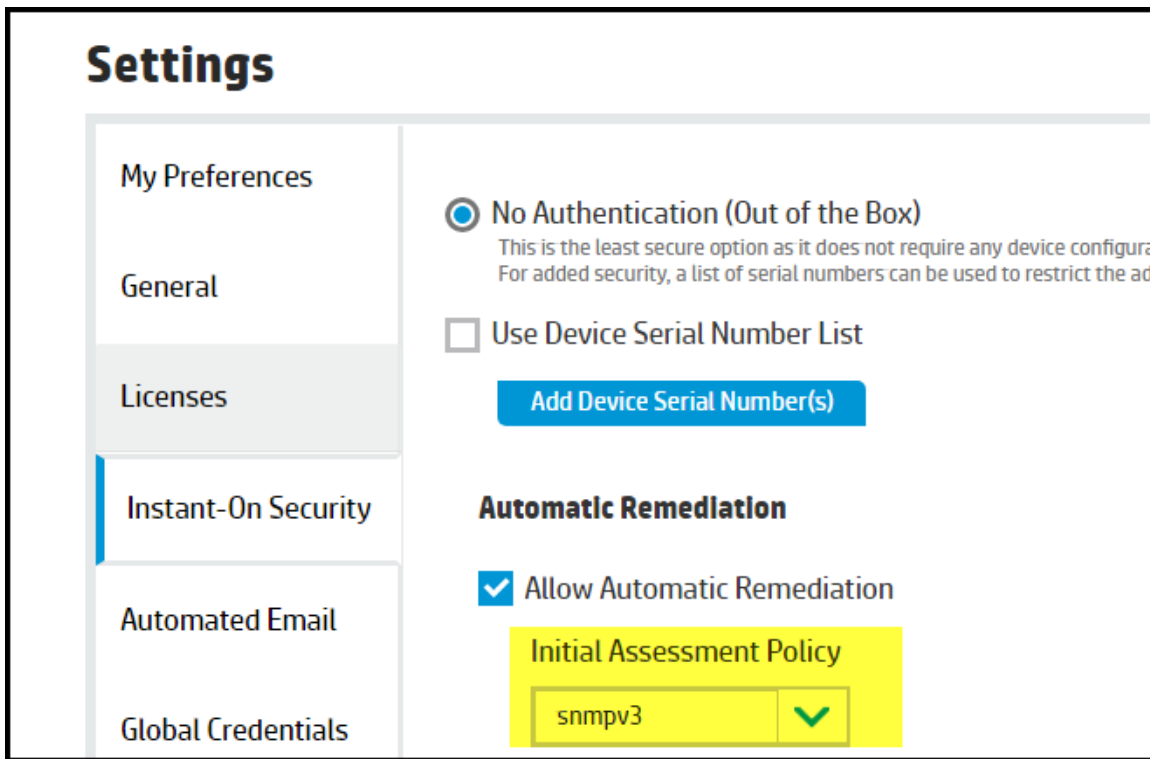 Settings
My Preferences
General
Licenses
Instant-On Security
Automated Email
Global Credentials
No Authentication (Out of the Box)
This is the least secure option as it does not require any device
For added security, a list of serial numbers can be used to restrict the
Use Device Serial Number List
Add Device Serial Number(s)
Automatic Remediation
Allow Automatic Remediation
Initial Assessment Policy
snmpv3